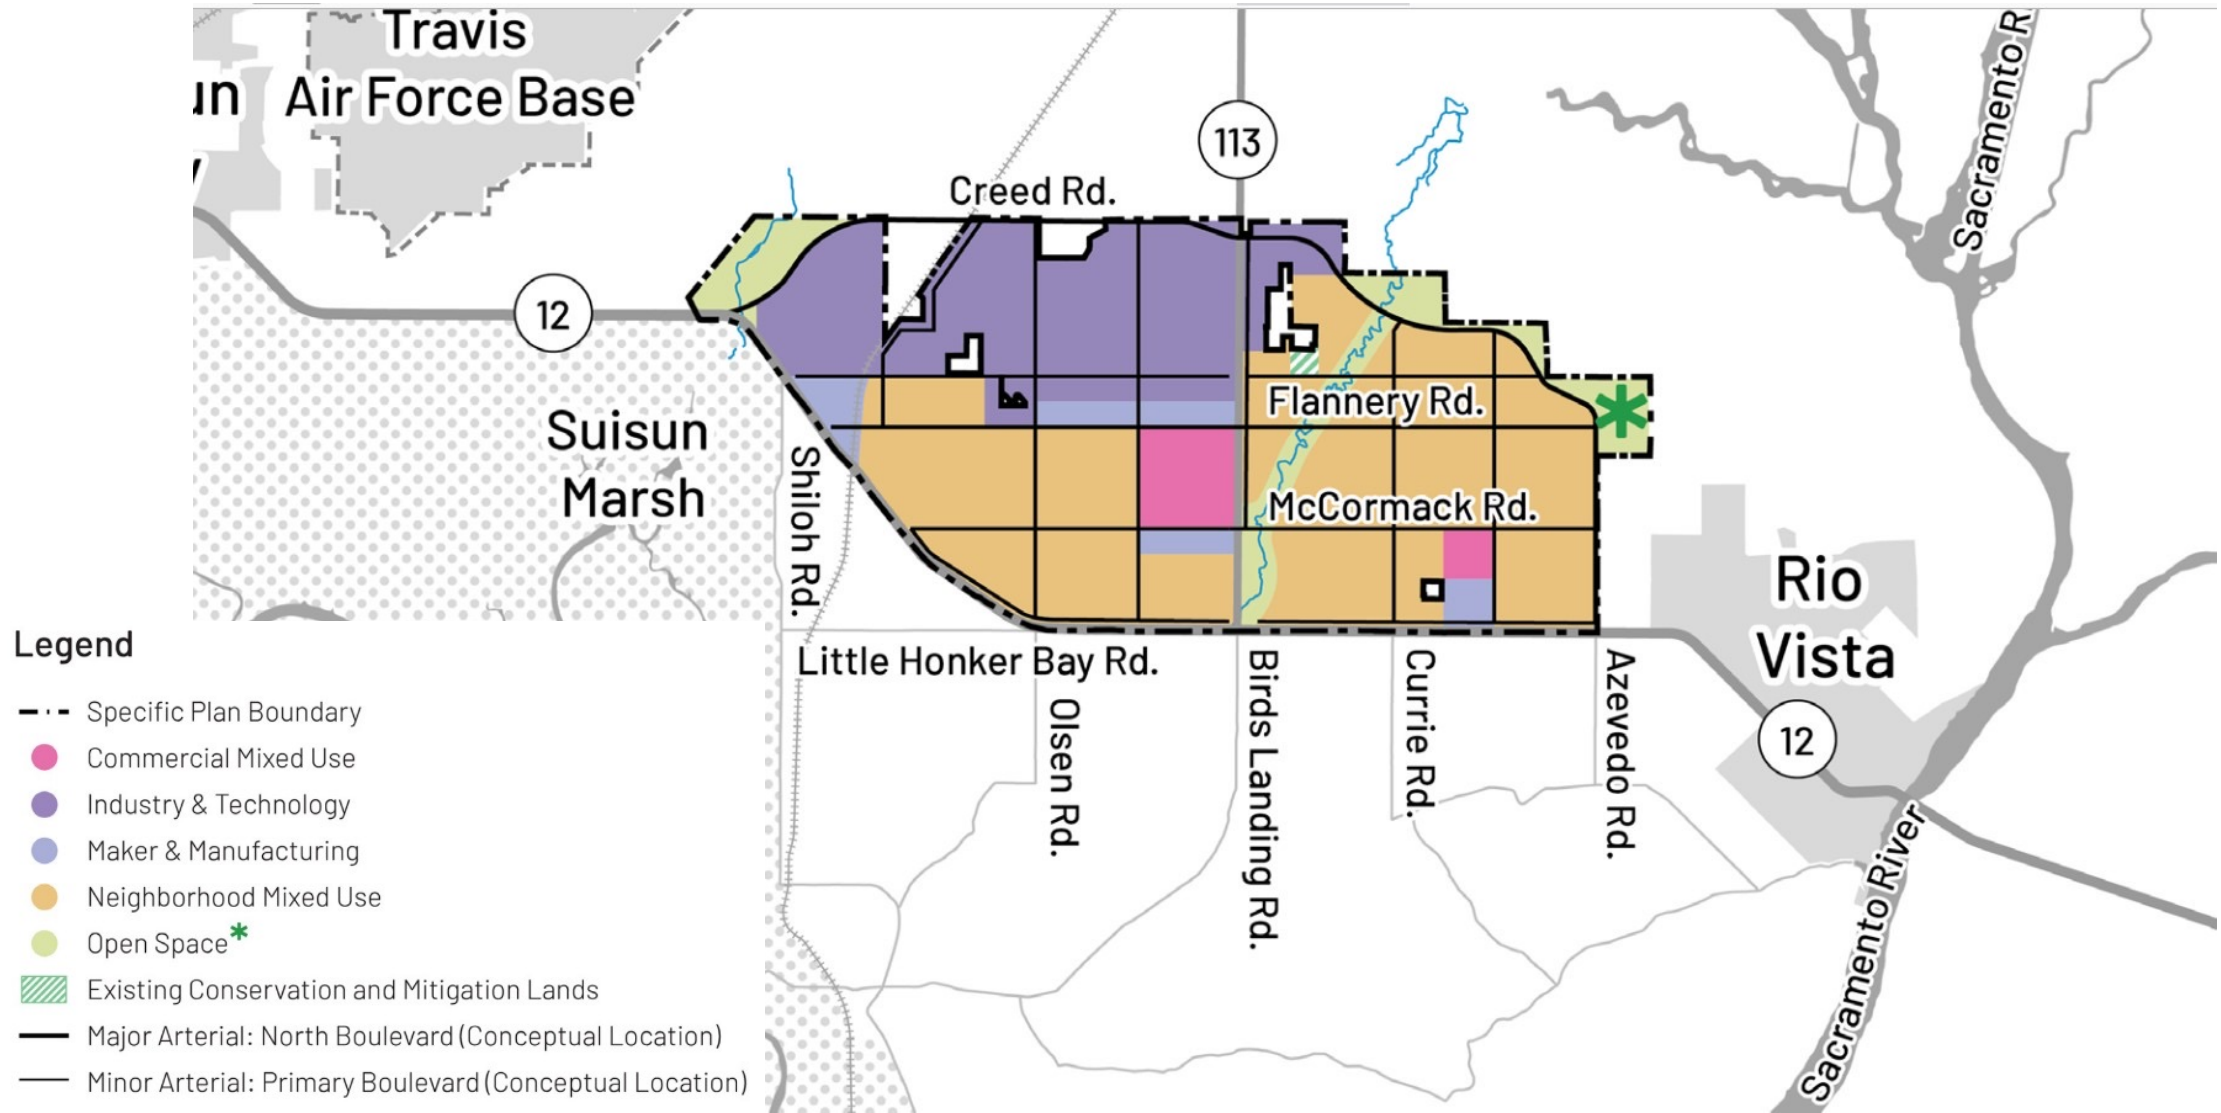 Travis
Air Force Base
un
y
113
Creed Rd.
Sacramento R
12
Flannery Rd.
Suisun
Marsh
Shiloh Rd.
McCormack Rd.
Rio
Vista
Little Honker Bay Rd.
Olsen Rd.
Birds Landing Rd.
Currie Rd.
Azevedo Rd.
12
Sacramento River
Legend
Specific Plan Boundary
Commercial Mixed Use
Industry & Technology
Maker & Manufacturing
Neighborhood Mixed Use
Open Space*
Existing Conservation and Mitigation Lands
Major Arterial: North Boulevard (Conceptual Location)
Minor Arterial: Primary Boulevard (Conceptual Location)